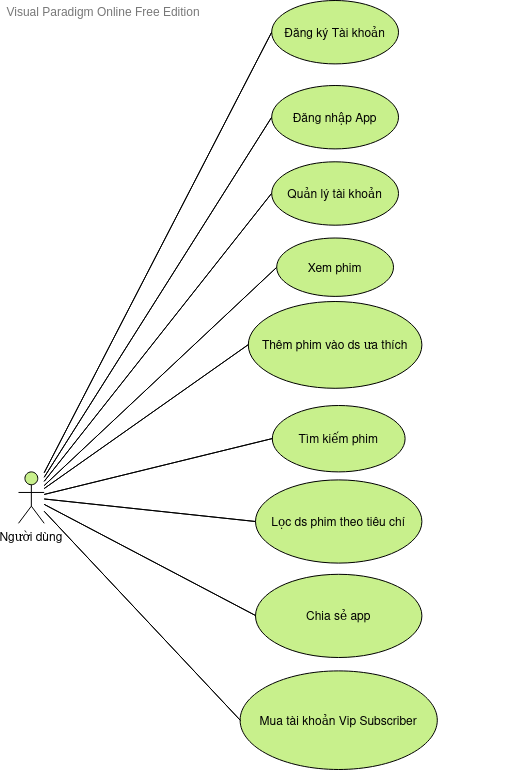 Visual Paradigm Online Free Edition
Đăng ký Tài khoản
Đăng nhập App
Quản lý tài khoản
Xem phim
Thêm phim vào ds ưa thích
Tìm kiếm phim
Lọc ds phim theo tiêu chí
Người dùng
Chia sẻ app
Mua tài khoản Vip Subscriber